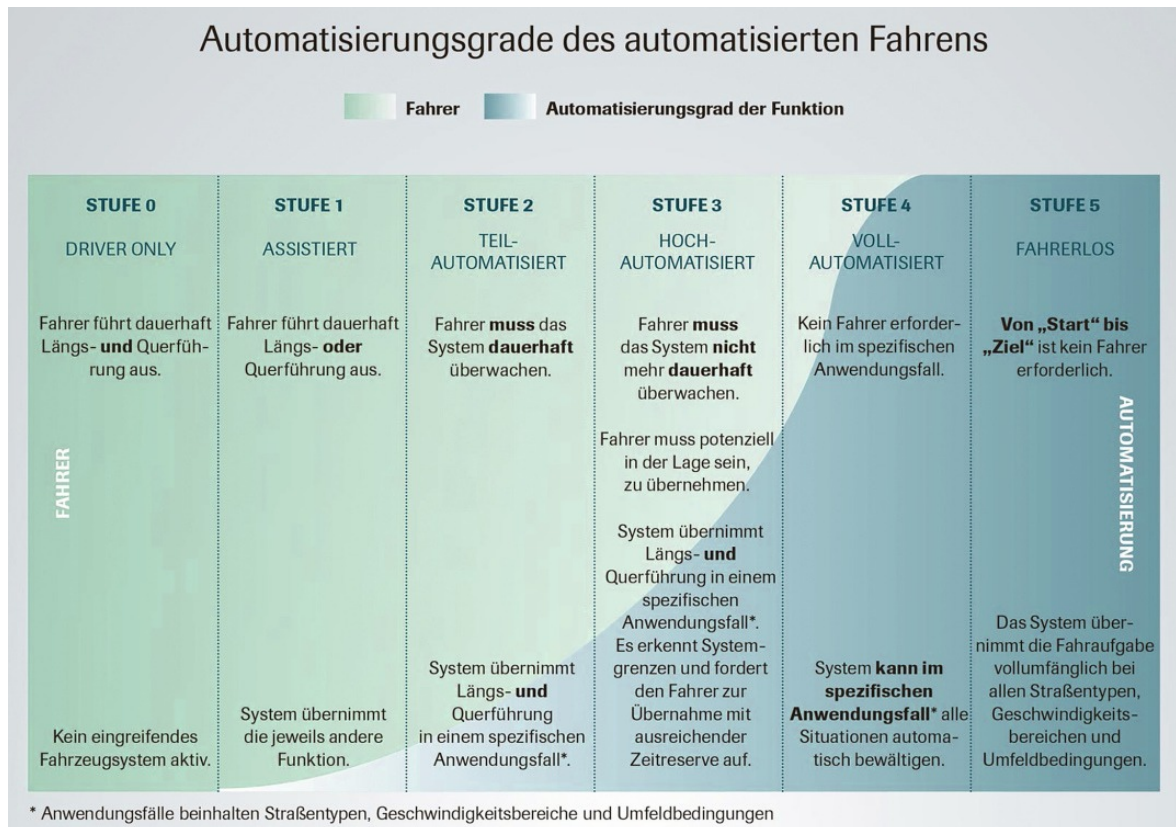 Automatisierungsgrade des automatisierten Fahrens
Fahrer
Automatisierungsgrad der Funktion
STUFE 0
DRIVER ONLY
Fahrer führt dauerhaft
Längs- und Querfüh-
rung aus.
FAHRER
Kein eingreifendes
Fahrzeugsystem aktiv.
STUFE 1
ASSISTIERT
Fahrer führt dauerhaft
Längs- oder
Querführung aus.
System übernimmt
die jeweils andere
Funktion.
STUFE 2
TEIL-
AUTOMATISIERT
Fahrer muss das
System dauerhaft
überwachen.
System übernimmt
Längs- und
Querführung
in einem spezifischen
Anwendungsfall*.
STUFE 3
HOCH-
AUTOMATISIERT
Fahrer muss
das System nicht
mehr dauerhaft
überwachen.
Fahrer muss potenziell
in der Lage sein,
zu übernehmen.
System übernimmt
Längs- und
Querführung in einem
spezifischen
Anwendungsfall*.
Es erkennt System-
grenzen und fordert
den Fahrer zur
Übernahme mit
ausreichender
Zeitreserve auf.
STUFE 4
VOLL-
AUTOMATISIERT
Kein Fahrer erforder-
lich im spezifischen
Anwendungsfall.
System kann im
spezifischen
Anwendungsfall* alle
Situationen automa-
tisch bewältigen.
STUFE 5
FAHRERLOS
Von „Start“ bis
„Ziel“ ist kein Fahrer
erforderlich.
AUTOMATISIERUNG
Das System über-
nimmt die Fahraufgabe
vollumfänglich bei
allen Straßentypen,
Geschwindigkeits-
bereichen und
Umfeldbedingungen.
* Anwendungsfälle beinhalten Straßentypen, Geschwindigkeitsbereiche und Umfeldbedingungen